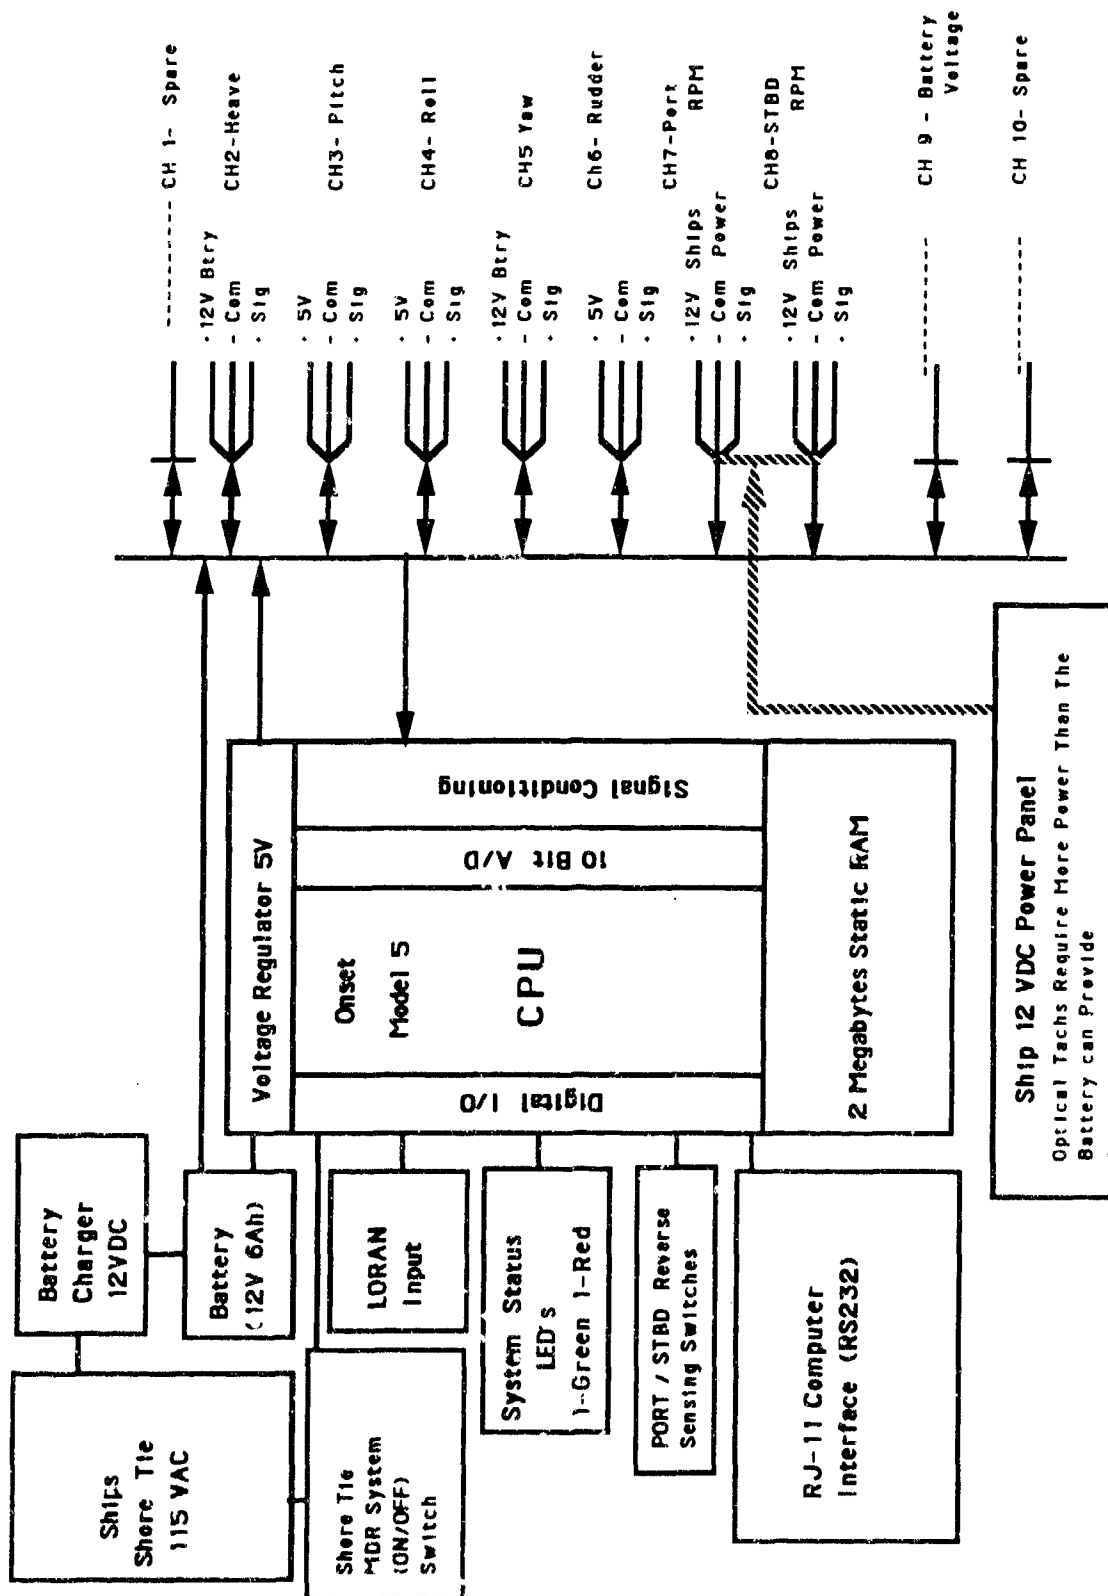 Ships
Shore Tie
115 VAC
Battery
Charger
12VDC
Shore Tie
MDR System
(ON/OFF)
Switch
Battery
(12V 6Ah)
LORAN
Input
System Status
LED's
1-Green 1-Red
PORT / STBD Reverse
Sensing Switches
RJ-11 Computer
Interface (RS232)
Voltage Regulator 5V
Digital I/O
Onset
Model 5
CPU
10 Bit A/D
Signal Conditioning
2 Megabytes Static RAM
Ship 12 VDC Power Panel
Optical Tachs Require More Power Than The
Battery can Provide
CH 1- Spare
· 12V Btry
- Com
· Sig
CH2-Heave
· 5V
- Com
· Sig
CH3- Pitch
· 5V
- Com
· Sig
CH4- Roll
· 12V Btry
- Com
· Sig
CH5 Yaw
· 5V
- Com
· Sig
Ch6- Rudder
· 12V Ships
- Com Power
· Sig
CH7-Port
RPM
· 12V Ships
- Com Power
· Sig
CH8-STBD
RPM
CH 9 - Battery
Voltage
CH 10- Spare